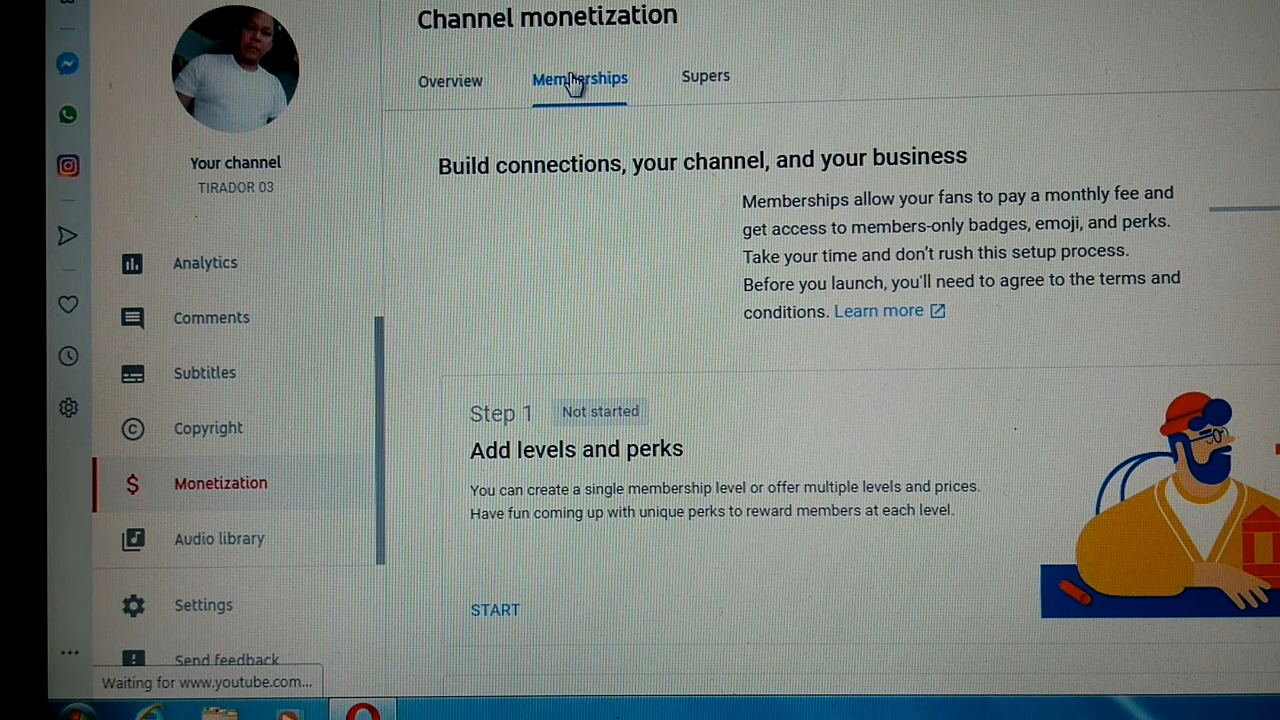 Channel monetization
Overview
Memberships
Supers
Your channel
TIRADOR 03
Build connections, your channel, and your business
Memberships allow your fans to pay a monthly fee and
get access to members-only badges, emoji, and perks.
Take your time and don't rush this setup process.
Before you launch, you'll need to agree to the terms and
conditions. Learn more
Analytics
Comments
Subtitles
Copyright
Monetization
Audio library
Settings
Send feedback
Step 1 Not started
Add levels and perks
You can create a single membership level or offer multiple levels and prices.
Have fun coming up with unique perks to reward members at each level.
START
Waiting for www.youtube.com...